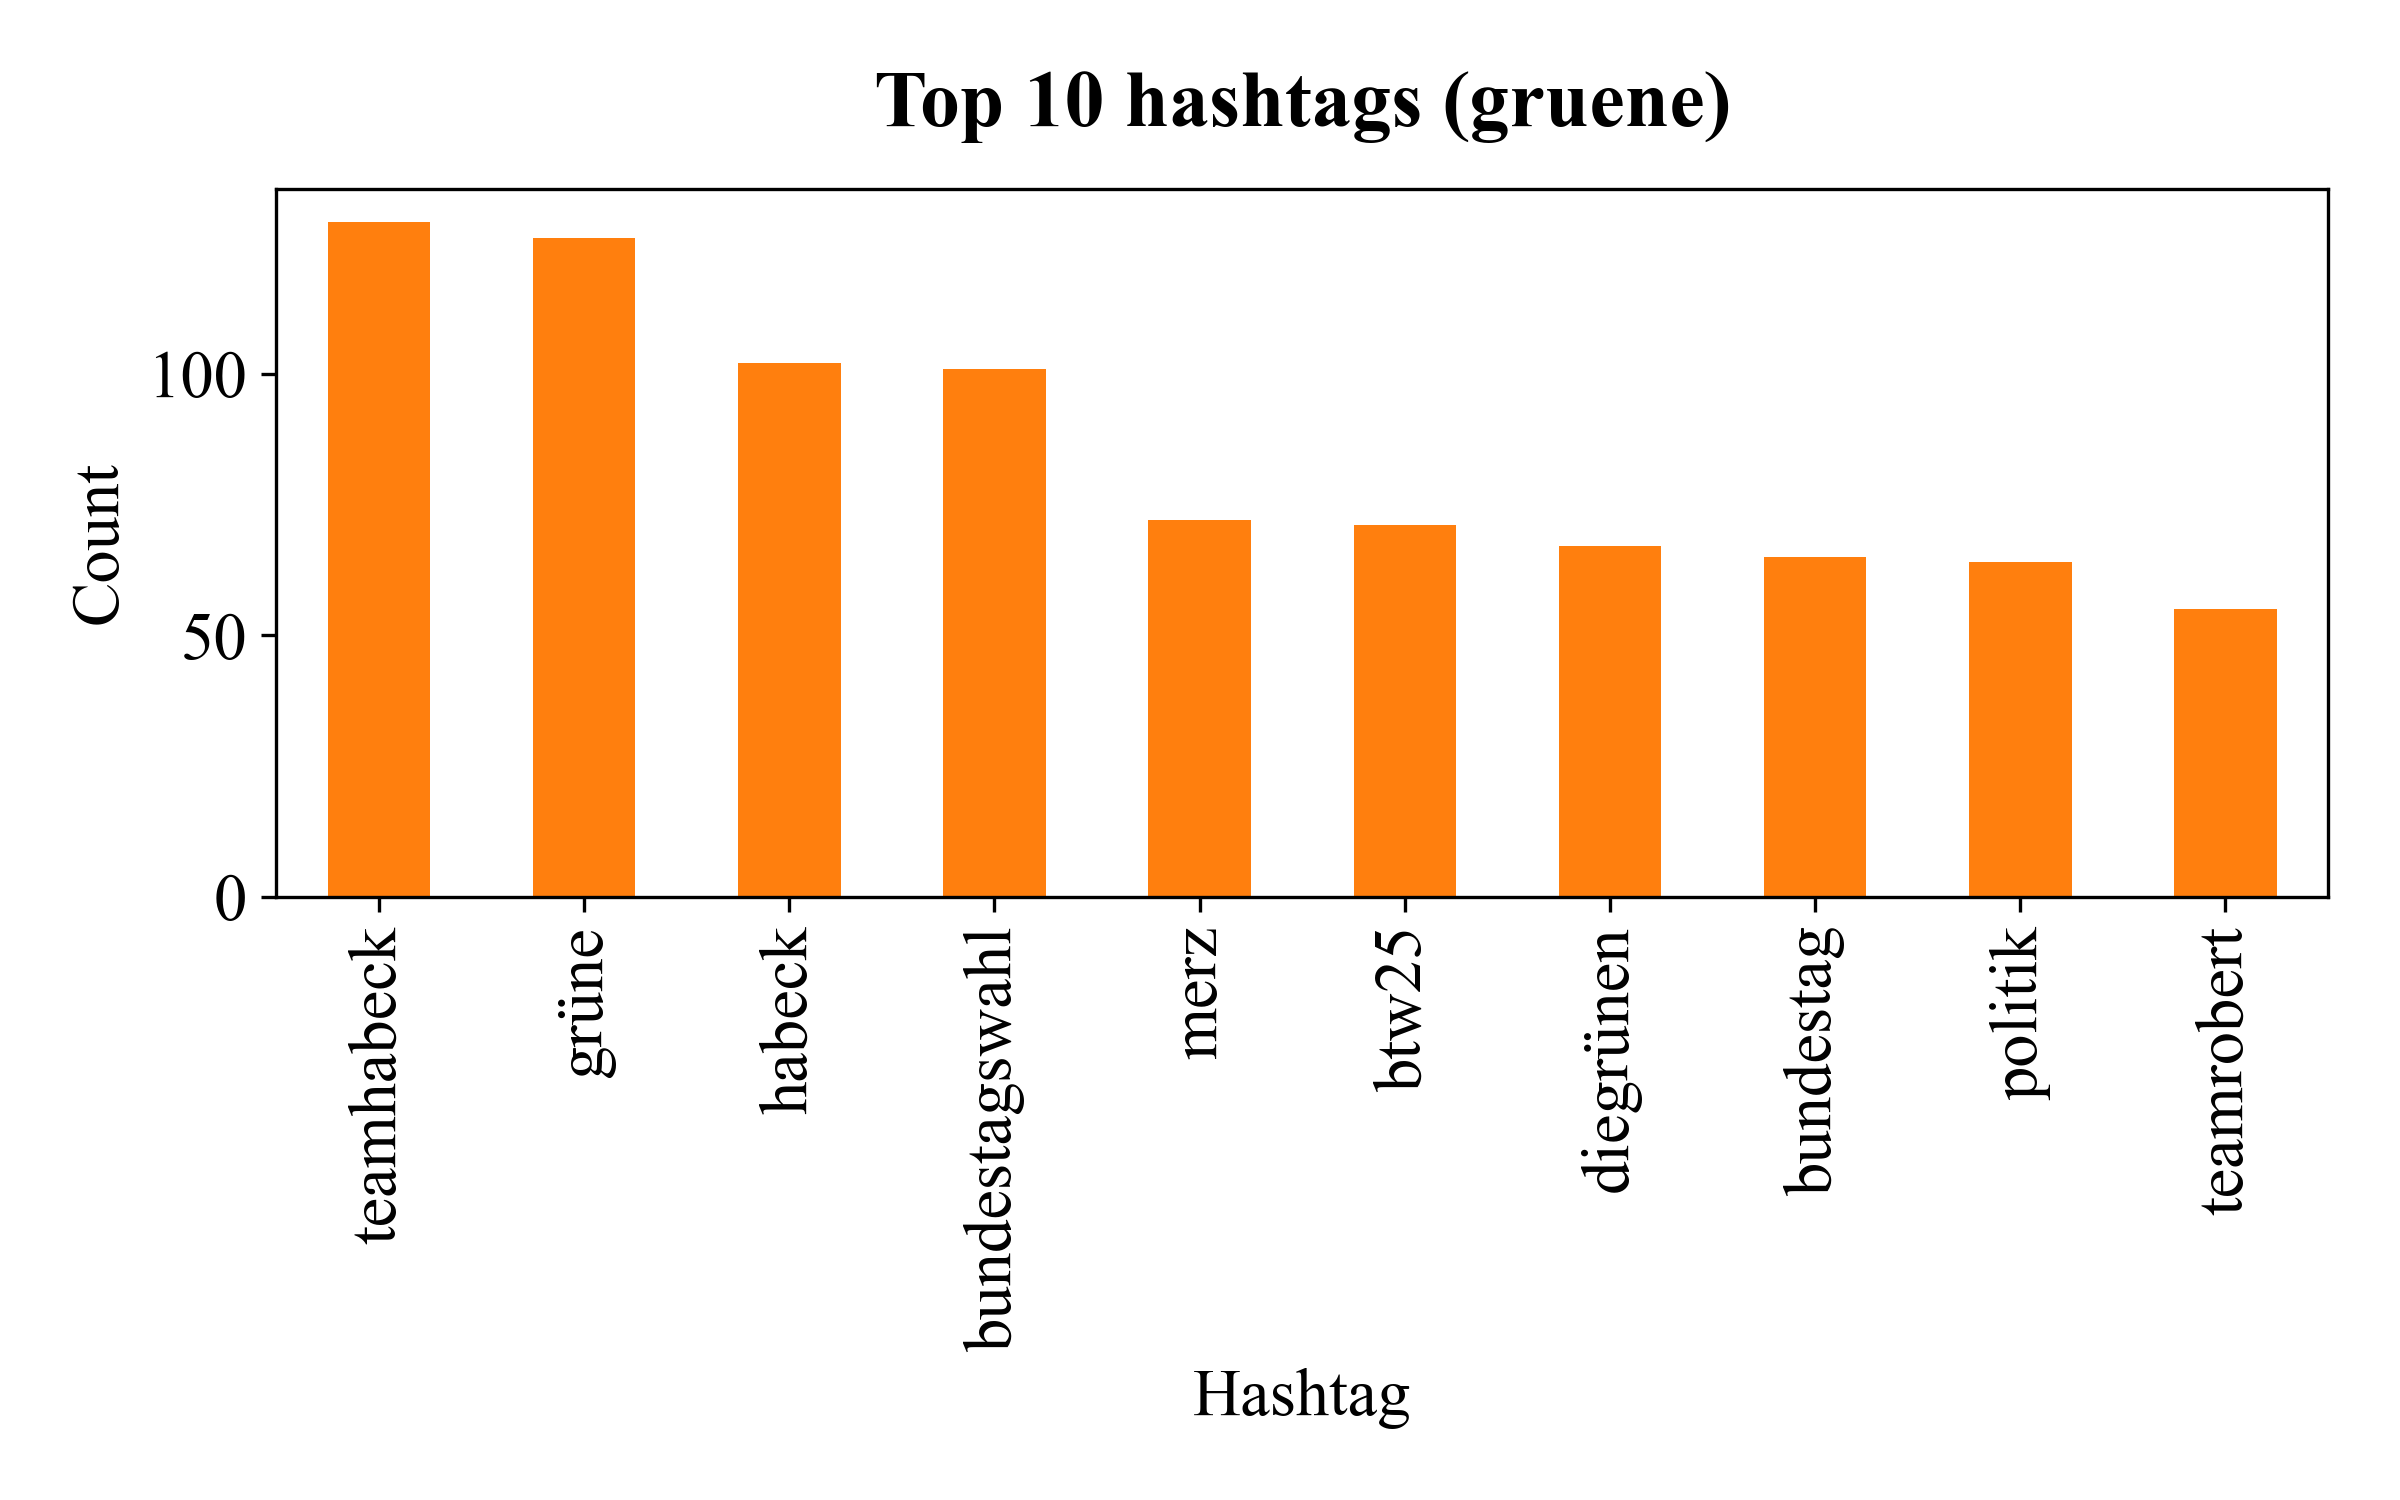 Top 10 hashtags (gruene)
Count
100
50
0
teamhabeck
grüne
habeck
bundestagswahl
merz
btw25
diegrünen
bundestag
politik
teamrobert
Hashtag